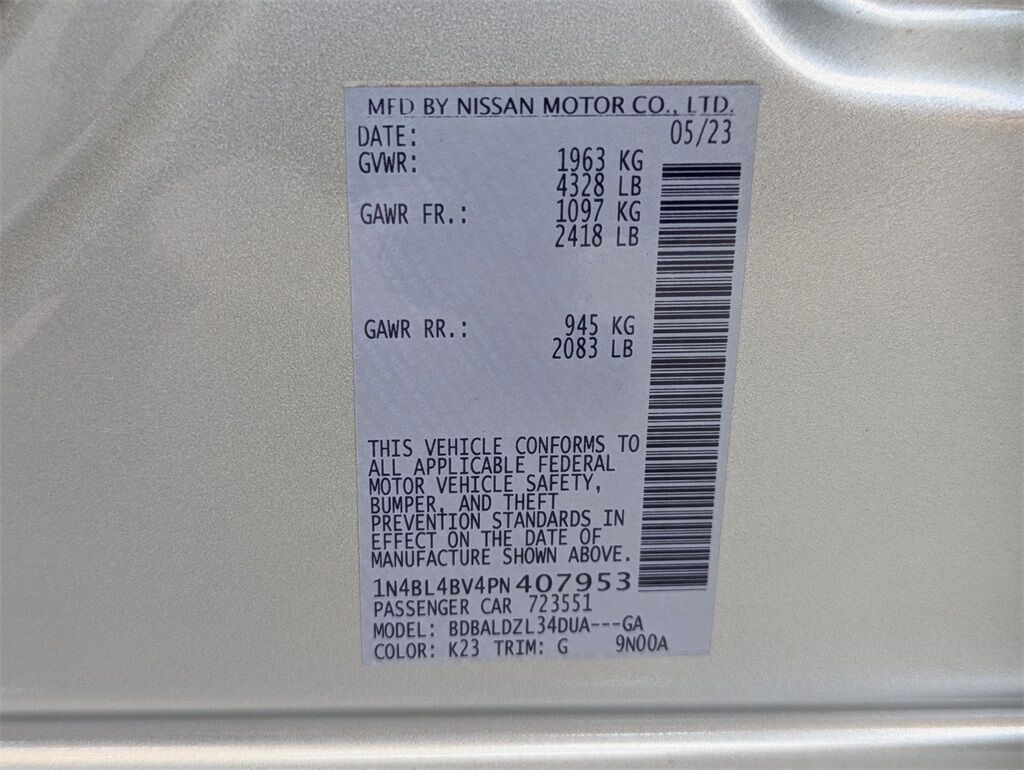 MFD BY NISSAN MOTOR CO., LTD.
DATE: 05/23
GVWR: 1963 KG
4328 LB
GAWR FR.: 1097 KG
2418 LB
GAWR RR.: 945 KG
2083 LB
THIS VEHICLE CONFORMS TO
ALL APPLICABLE FEDERAL
MOTOR VEHICLE SAFETY,
BUMPER, AND THEFT
PREVENTION STANDARDS IN
EFFECT ON THE DATE OF
MANUFACTURE SHOWN ABOVE.
1N4BL4BV4PN407953
PASSENGER CAR 723551
MODEL: BDBALDZL34DUA---GA
COLOR: K23 TRIM: G 9N00A